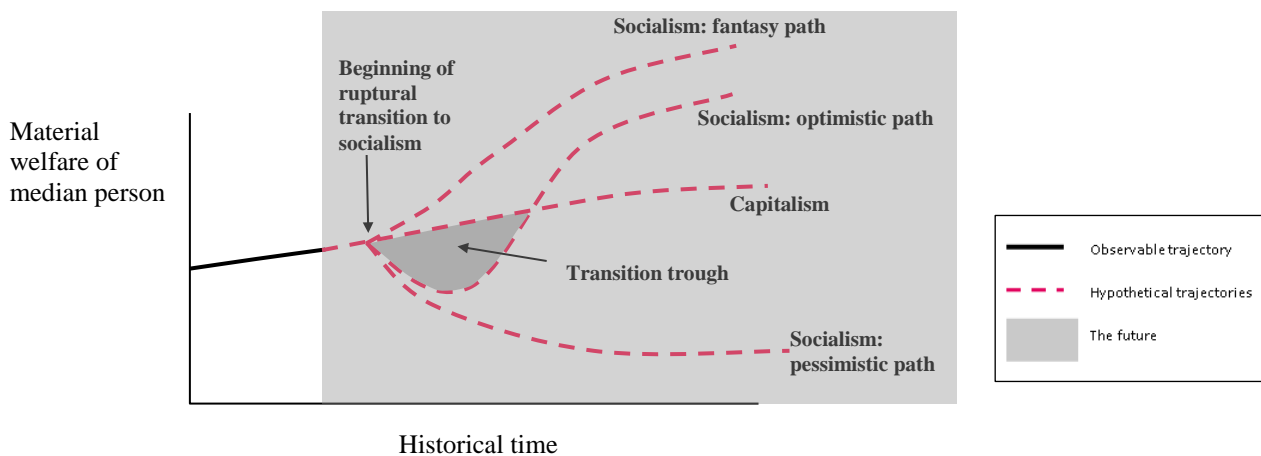 Socialism: fantasy path
Beginning of
ruptural
transition to
socialism
Material
welfare of
median person
Socialism: optimistic path
Capitalism
Transition trough
Socialism:
pessimistic path
Historical time
Observable trajectory
Hypothetical trajectories
The future